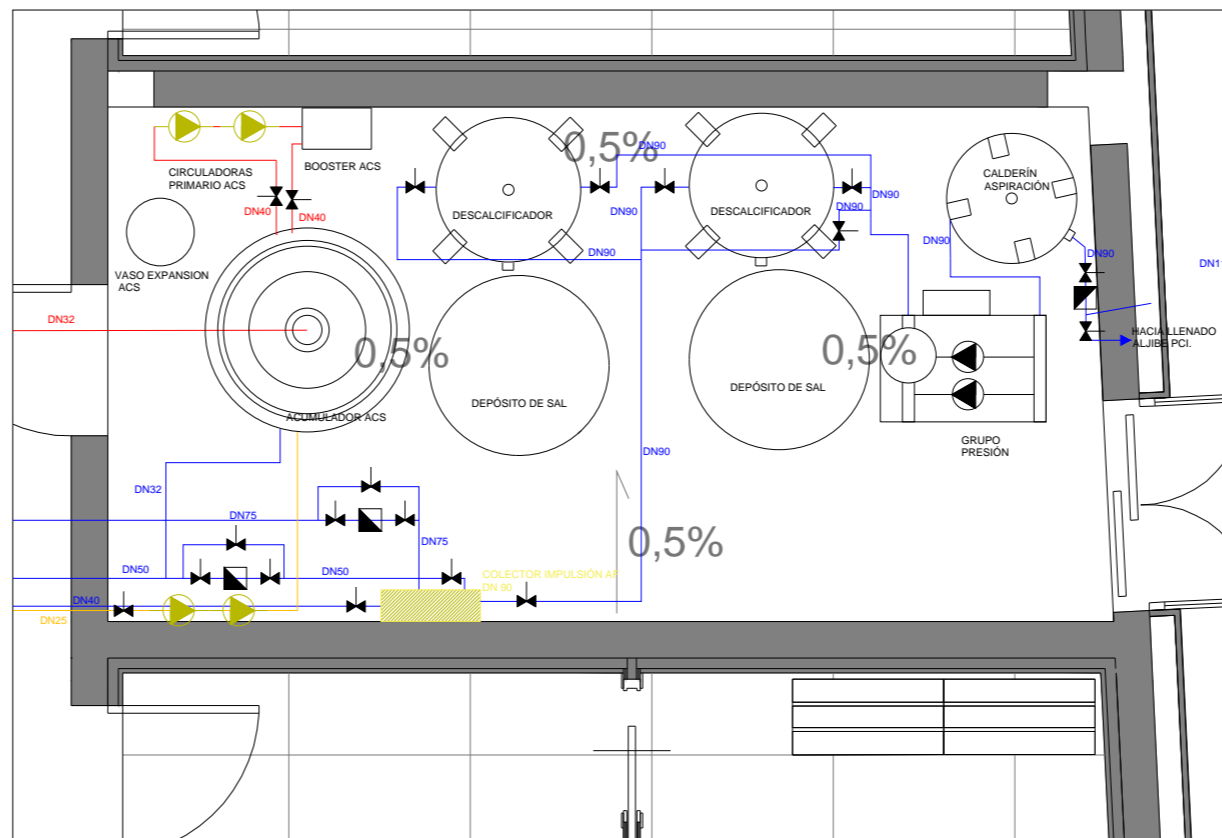 0,5%
DN90
CIRCULADORAS
PRIMARIO ACS
BOOSTER ACS
CALDERÍN
ASPIRACIÓN
DN40
DN40
DESCALCIFICADOR
DN90
DESCALCIFICADOR
DN90
DN90
DN90
DN90
DN90
VASO EXPANSION
ACS
DN32
0,5%
0,5%
HACIA LLENADO
ALJIBE PCI.
DEPÓSITO DE SAL
DEPÓSITO DE SAL
ACUMULADOR ACS
GRUPO
PRESIÓN
DN90
DN32
DN75
DN75
0,5%
DN50
DN50
COLECTOR IMPULSIÓN AF
DN 90
DN40
DN25